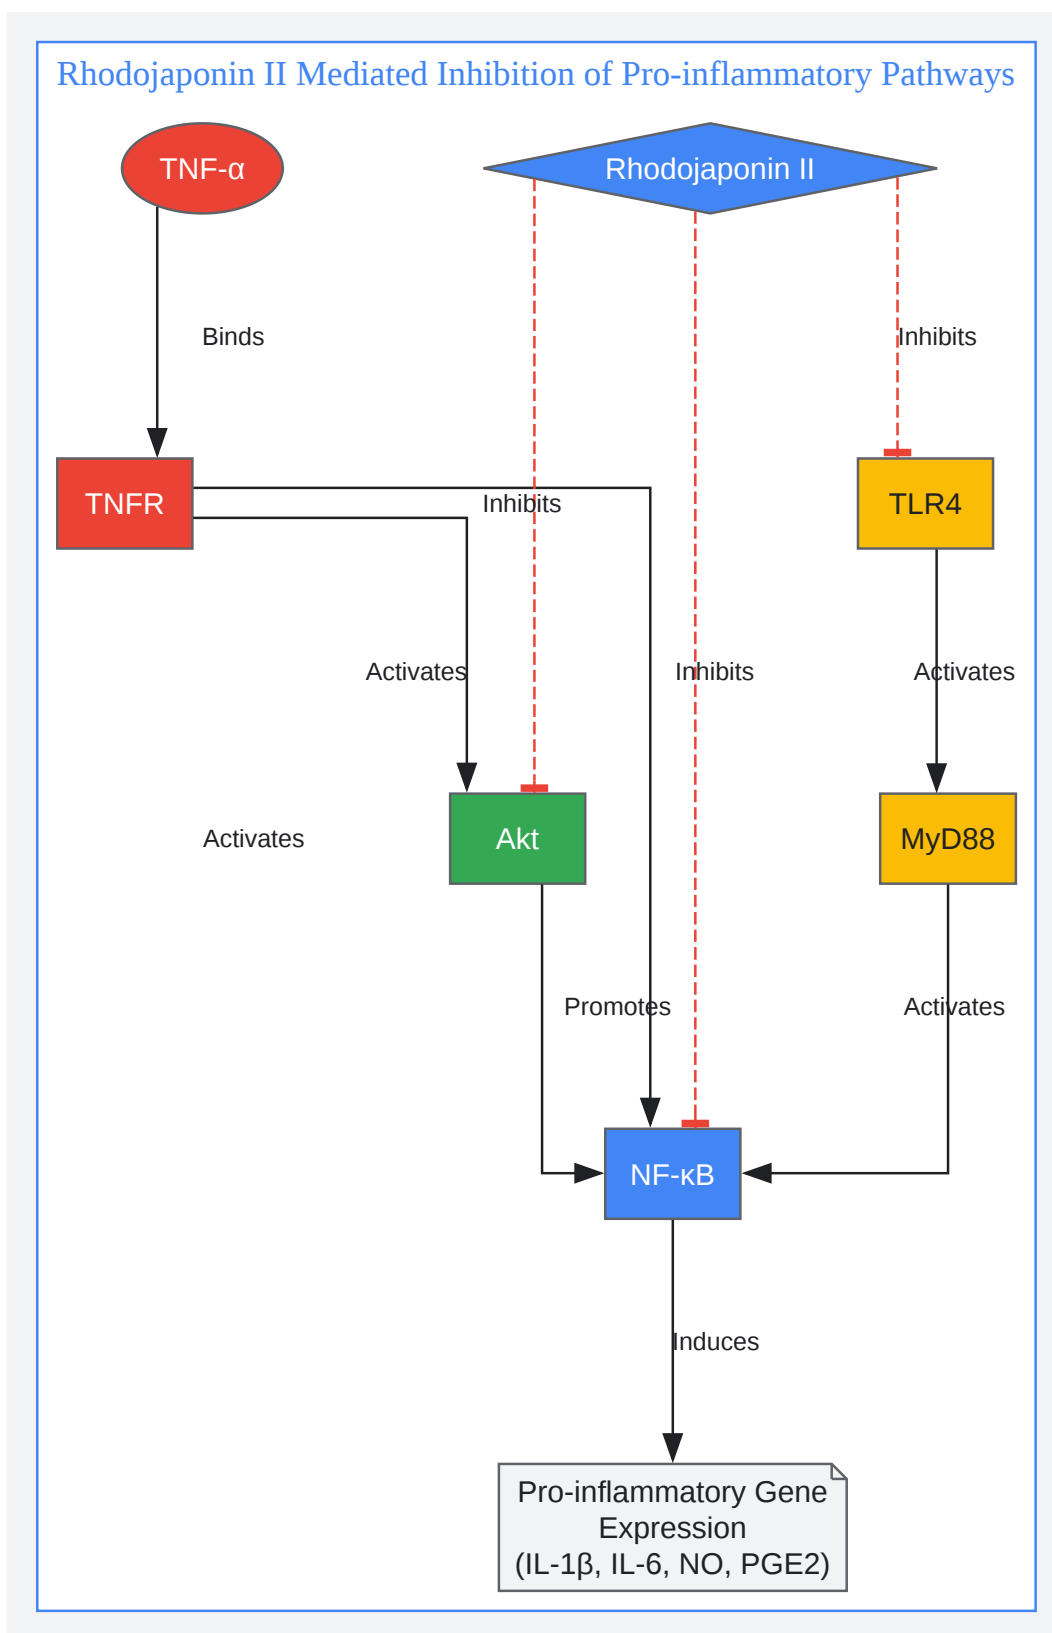 Rhodojaponin II Mediated Inhibition of Pro-inflammatory Pathways
TNF-α
Rhodojaponin II
Binds
Inhibits
TNFR
Inhibits
TLR4
Activates
Inhibits
Activates
Activates
Akt
MyD88
Promotes
Activates
NF-κB
Induces
Pro-inflammatory Gene
Expression
(IL-1β, IL-6, NO, PGE2)